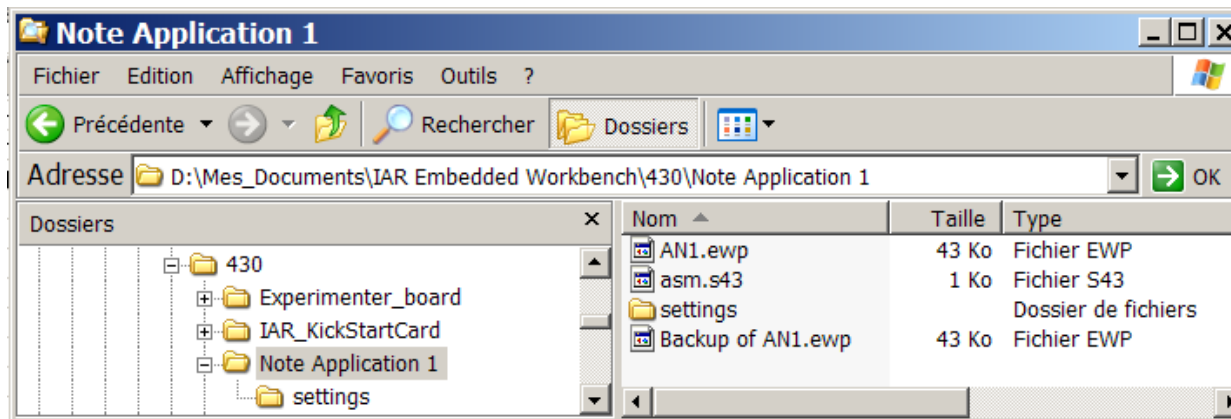 Note Application 1
Fichier Edition Affichage Favoris Outils ?
Précédente Rechercher Dossiers
Adresse D:\Mes_Documents\IAR Embedded Workbench\430\Note Application 1 OK
Dossiers
430
Experimenter_board
IAR_KickStartCard
Note Application 1
settings
Nom Taille Type
AN1.ewp 43 Ko Fichier EWP
asm.s43 1 Ko Fichier S43
settings Dossier de fichiers
Backup of AN1.ewp 43 Ko Fichier EWP